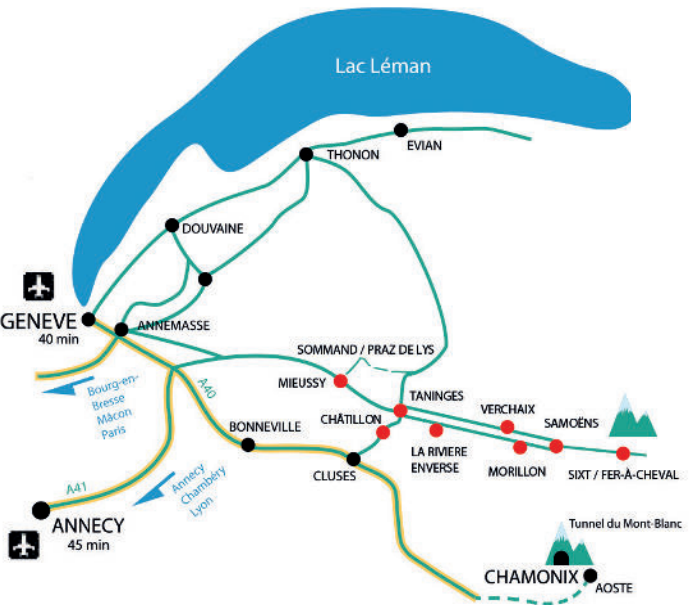 Lac Léman
EVIAN
THONON
DOUVAINE
GENEVE
40 min
ANNEMASSE
SOMMAND / PRAZ DE LYS
MIEUSSY
A40
Bourg-en-
Bresse
Mâcon
Paris
TANINGES
CHÂTILLON
VERCHAIX
SAMOËNS
BONNEVILLE
LA RIVIERE
ENVERSE
MORILLON
SIXT / FER-À-CHEVAL
CLUSES
A41
Annecy
Chambéry
Lyon
ANNECY
45 min
Tunnel du Mont-Blanc
CHAMONIX
AOSTE